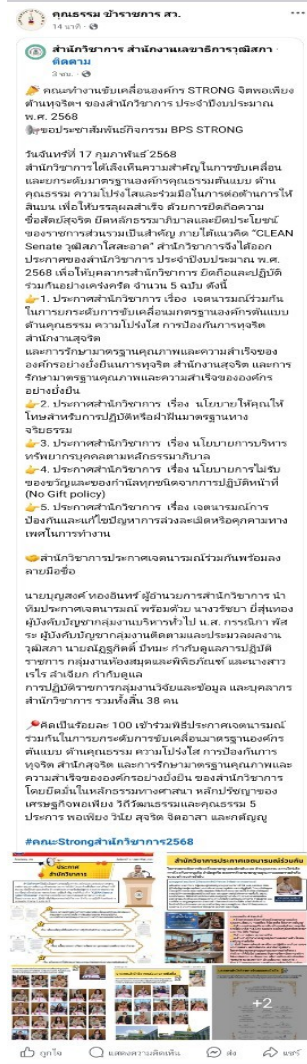 คุณธรรม ข้าราชการ สว.
14 นาที ·
สำนักวิชาการ สำนักงานเลขาธิการวุฒิสภา ·
ติดตาม
3 ชม. ·
🎉 คณะทำงานขับเคลื่อนองค์กร STRONG จิตพอเพียง
ต้านทุจริตฯ ของสำนักวิชาการ ประจำปีงบประมาณ
พ.ศ. 2568
ขอประชาสัมพันธ์กิจกรรม BPS STRONG
วันจันทร์ที่ 17 กุมภาพันธ์ 2568
สำนักวิชาการได้เล็งเห็นความสำคัญในการขับเคลื่อน
และยกระดับมาตรฐานองค์กรคุณธรรมต้นแบบ ด้าน
คุณธรรม ความโปร่งใสและร่วมมือในการต่อต้านการให้
สินบน เพื่อให้บรรลุผลสำเร็จ ด้วยการยึดถือความ
ซื่อสัตย์สุจริต ยึดหลักธรรมาภิบาลและยึดประโยชน์
ของราชการส่วนรวมเป็นสำคัญ ภายใต้แนวคิด "CLEAN
Senate วุฒิสภาใสสะอาด" สำนักวิชาการจึงได้ออก
ประกาศของสำนักวิชาการ ประจำปีงบประมาณ พ.ศ.
2568 เพื่อให้บุคลากรสำนักวิชาการ ยึดถือและปฏิบัติ
ร่วมกันอย่างเคร่งครัด จำนวน 5 ฉบับ ดังนี้
👉1. ประกาศสำนักวิชาการ เรื่อง เจตนารมณ์ร่วมกัน
ในการยกระดับการขับเคลื่อนมาตรฐานองค์กรต้นแบบ
ด้านคุณธรรม ความโปร่งใส การป้องกันการทุจริต
สำนักงานสุจริต
และการรักษามาตรฐานคุณภาพและความสำเร็จของ
องค์กรอย่างยั่งยืนในการทุจริต สำนักงานสุจริต และการ
รักษามาตรฐานคุณภาพและความสำเร็จขององค์กร
อย่างยั่งยืน
👉2. ประกาศสำนักวิชาการ เรื่อง นโยบายให้คุณให้
โทษสำหรับการปฏิบัติหรือฝ่าฝืนมาตรฐานทาง
จริยธรรม
👉3. ประกาศสำนักวิชาการ เรื่อง นโยบายการบริหาร
ทรัพยากรบุคคลตามหลักธรรมาภิบาล
👉4. ประกาศสำนักวิชาการ เรื่อง นโยบายการไม่รับ
ของขวัญและของกำนัลทุกชนิดจากการปฏิบัติหน้าที่
(No Gift policy)
👉5. ประกาศสำนักวิชาการ เรื่อง เจตนารมณ์การ
ป้องกันและแก้ไขปัญหาการล่วงละเมิดหรือคุกคามทาง
เพศในการทำงาน
🤝สำนักวิชาการประกาศเจตนารมณ์ร่วมกันพร้อมลง
ลายมือชื่อ
นายบุญสงค์ ทองอินทร์ ผู้อำนวยการสำนักวิชาการ นำ
ทีมประกาศเจตนารมณ์ พร้อมด้วย นางวรัชยา ยี่สุ่นทอง
ผู้บังคับบัญชากลุ่มงานบริหารทั่วไป น.ส. กรรณิกา พัส
ระ ผู้บังคับบัญชากลุ่มงานติดตามและประมวลผลงาน
วุฒิสภา นายณัฏฐกิตติ์ ปัทมะ กำกับดูแลการปฏิบัติ
ราชการ กลุ่มงานห้องสมุดและพิพิธภัณฑ์ และนางสาว
เรไร ลำเจียก กำกับดูแล
การปฏิบัติราชการกลุ่มงานวิจัยและข้อมูล และบุคลากร
สำนักวิชาการ รวมทั้งสิ้น 38 คน
📌คิดเป็นร้อยละ 100 เข้าร่วมพิธีประกาศเจตนารมณ์
ร่วมกันในการยกระดับการขับเคลื่อนมาตรฐานองค์กร
ต้นแบบ ด้านคุณธรรม ความโปร่งใส การป้องกันการ
ทุจริต สำนักสุจริต และการรักษามาตรฐานคุณภาพและ
ความสำเร็จขององค์กรอย่างยั่งยืน ของสำนักวิชาการ
โดยยึดมั่นในหลักธรรมทางศาสนา หลักปรัชญาของ
เศรษฐกิจพอเพียง วิถีวัฒนธรรมและคุณธรรม 5
ประการ พอเพียง วินัย สุจริต จิตอาสา และกตัญญู
#คณะStrongสำนักวิชาการ2568
ประกาศ
สำนักวิชาการ
สำนักวิชาการประกาศเจตนารมณ์ร่วมกัน
+2
ถูกใจ
แสดงความคิดเห็น
ส่ง
แชร์